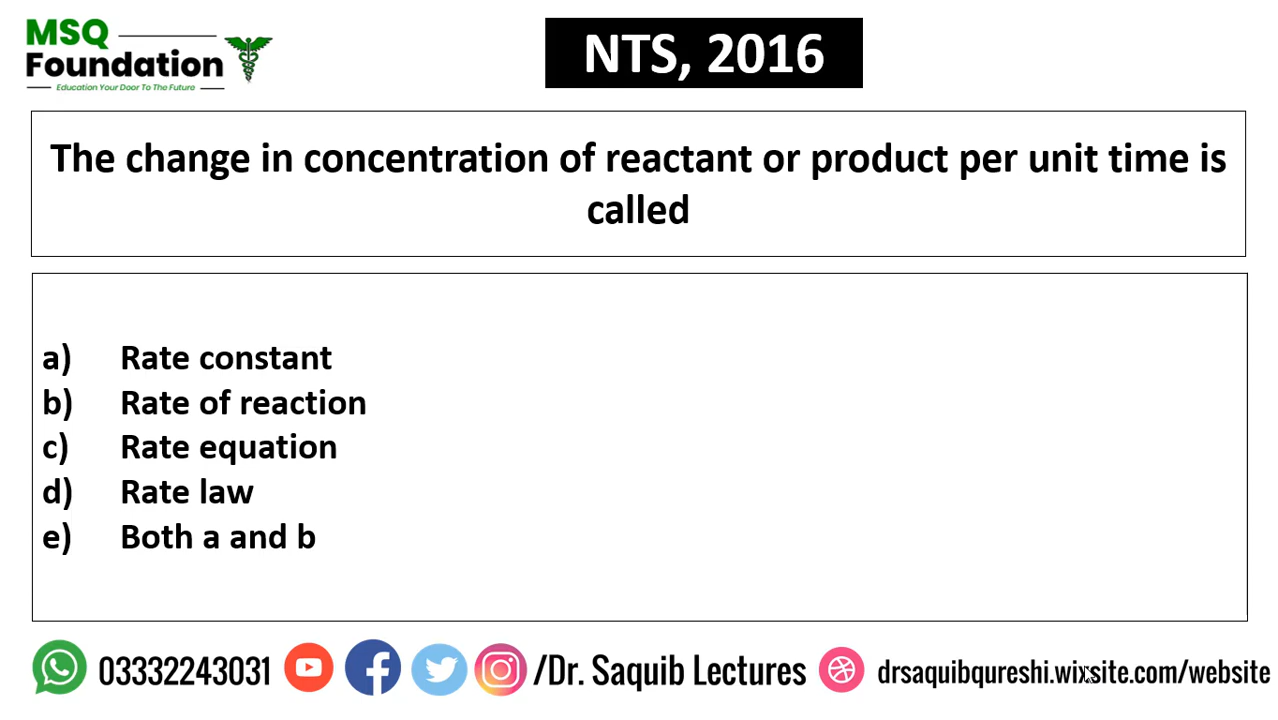 MSQ
Foundation
Education Your Door To The Future
NTS, 2016
The change in concentration of reactant or product per unit time is
called
a) Rate constant
b) Rate of reaction
c) Rate equation
d) Rate law
e) Both a and b
03332243031 /Dr. Saquib Lectures drsaquibqureshi.wixsite.com/website